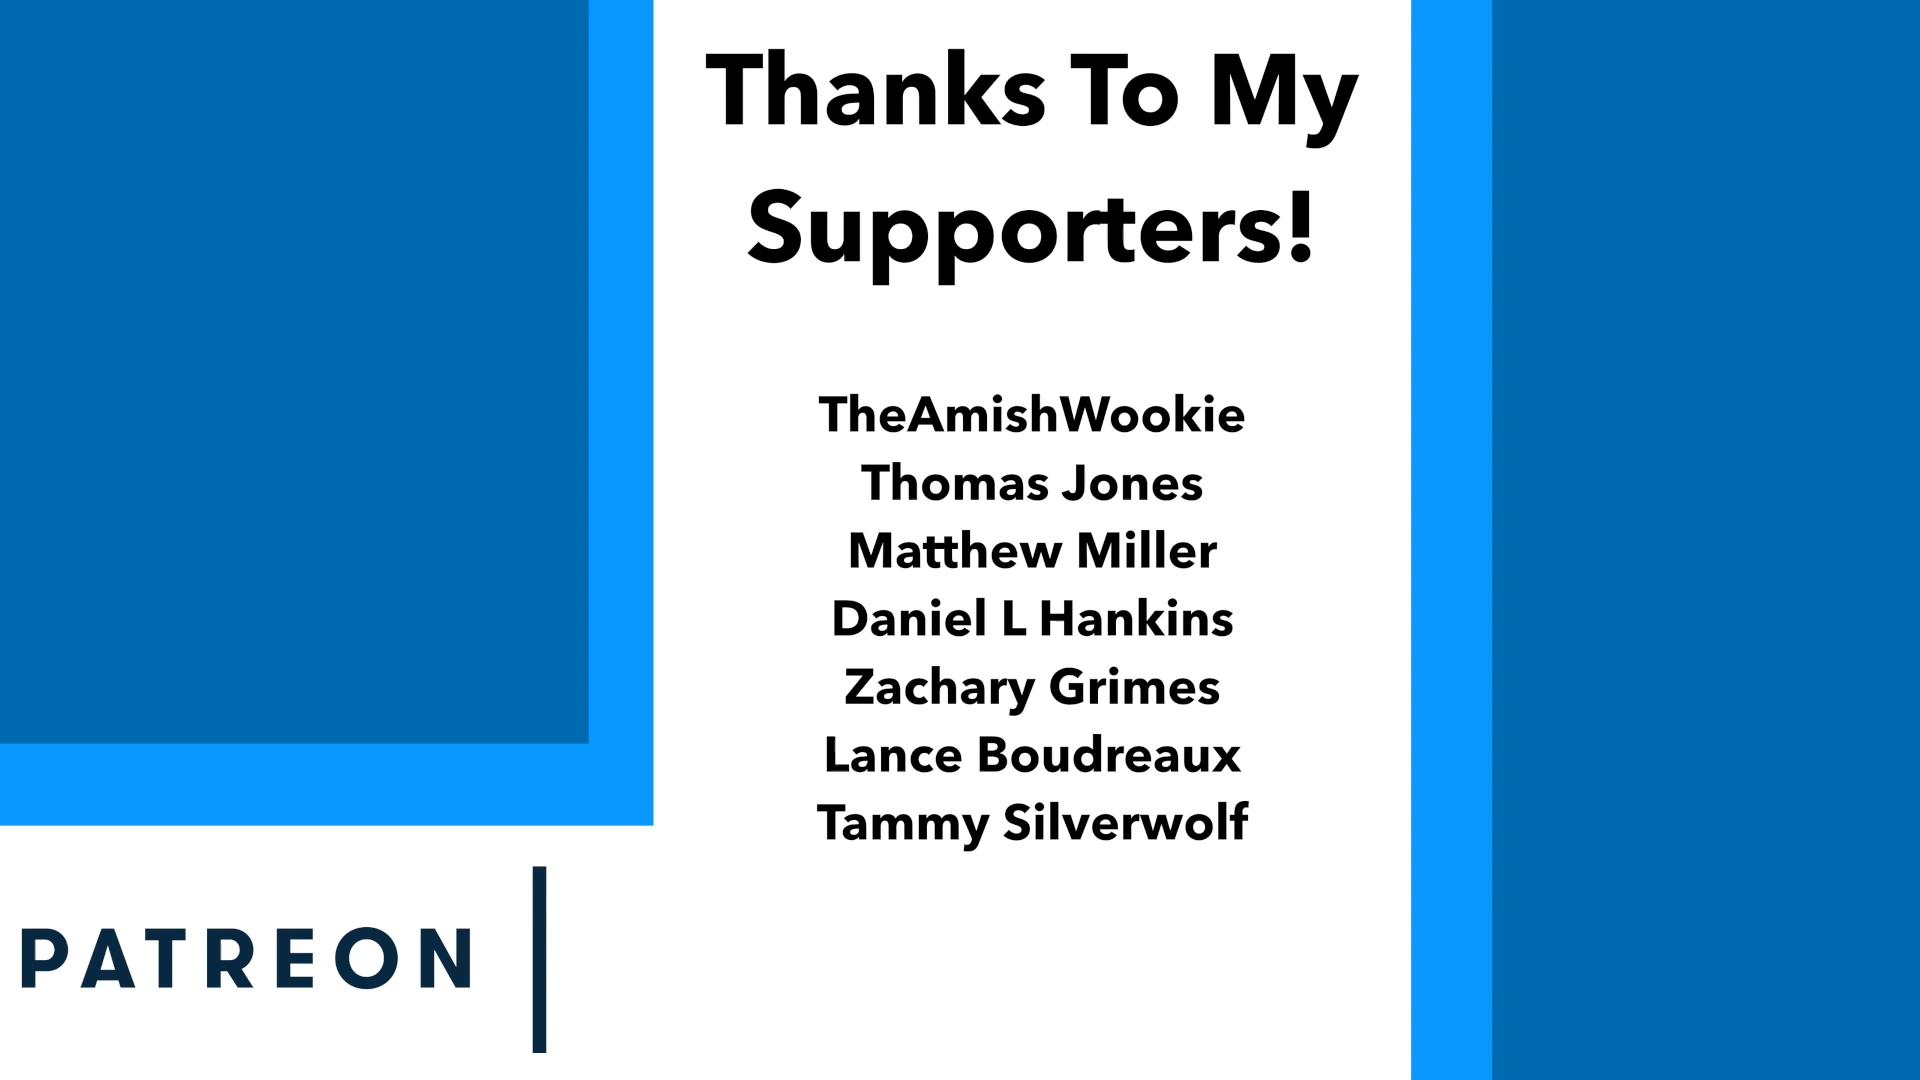 Thanks To My
Supporters!
TheAmishWookie
Thomas Jones
Matthew Miller
Daniel L Hankins
Zachary Grimes
Lance Boudreaux
Tammy Silverwolf
PATREON